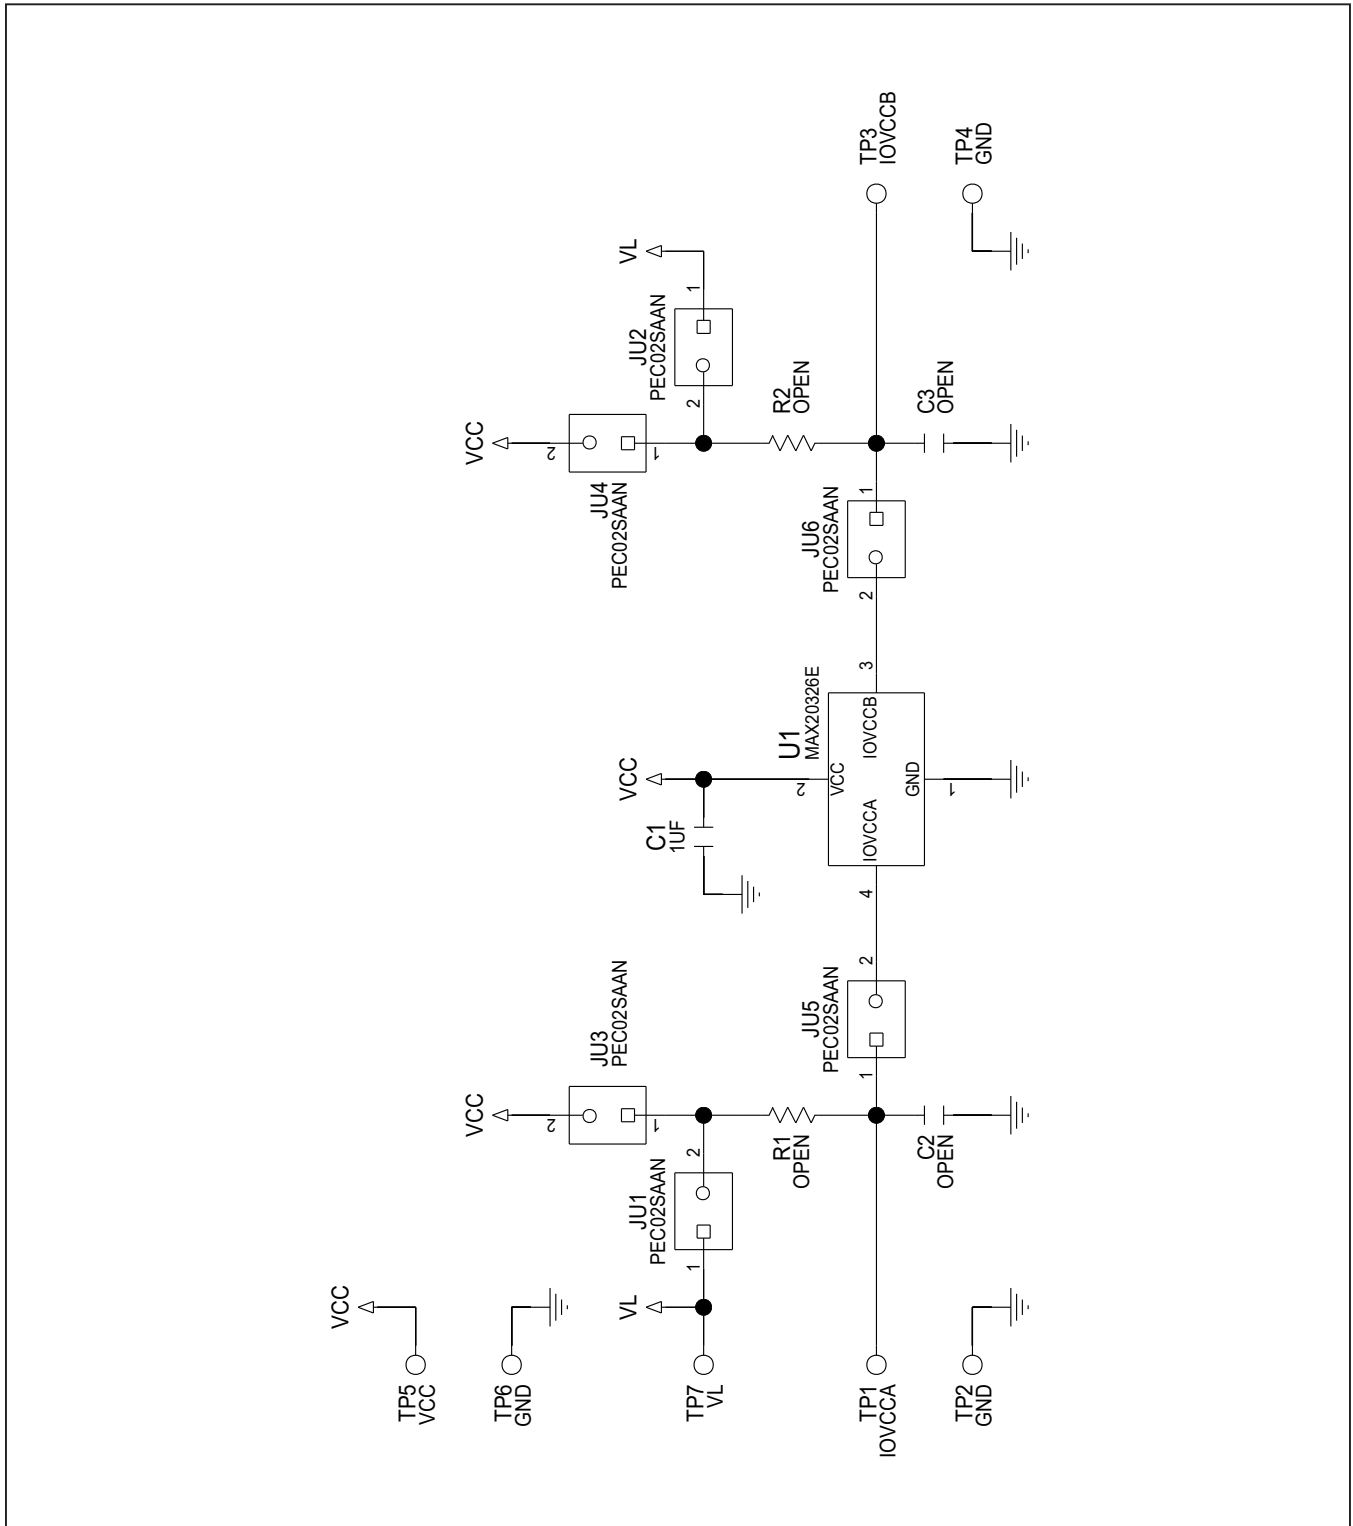 TP5
VCC
VCC
TP6
GND
TP7
VL
VL
TP1
IOVCCA
TP2
GND
JU1
PEC02SAAN
1
2
VCC
2
1
JU3
PEC02SAAN
R1
OPEN
C2
OPEN
JU5
PEC02SAAN
1
2
VCC
C1
1UF
U1
MAX20326E
2
VCC
IOVCCA
IOVCCB
GND
4
3
1
JU6
PEC02SAAN
2
1
VCC
2
1
JU4
PEC02SAAN
JU2
PEC02SAAN
2
1
VL
R2
OPEN
C3
OPEN
TP3
IOVCCB
TP4
GND